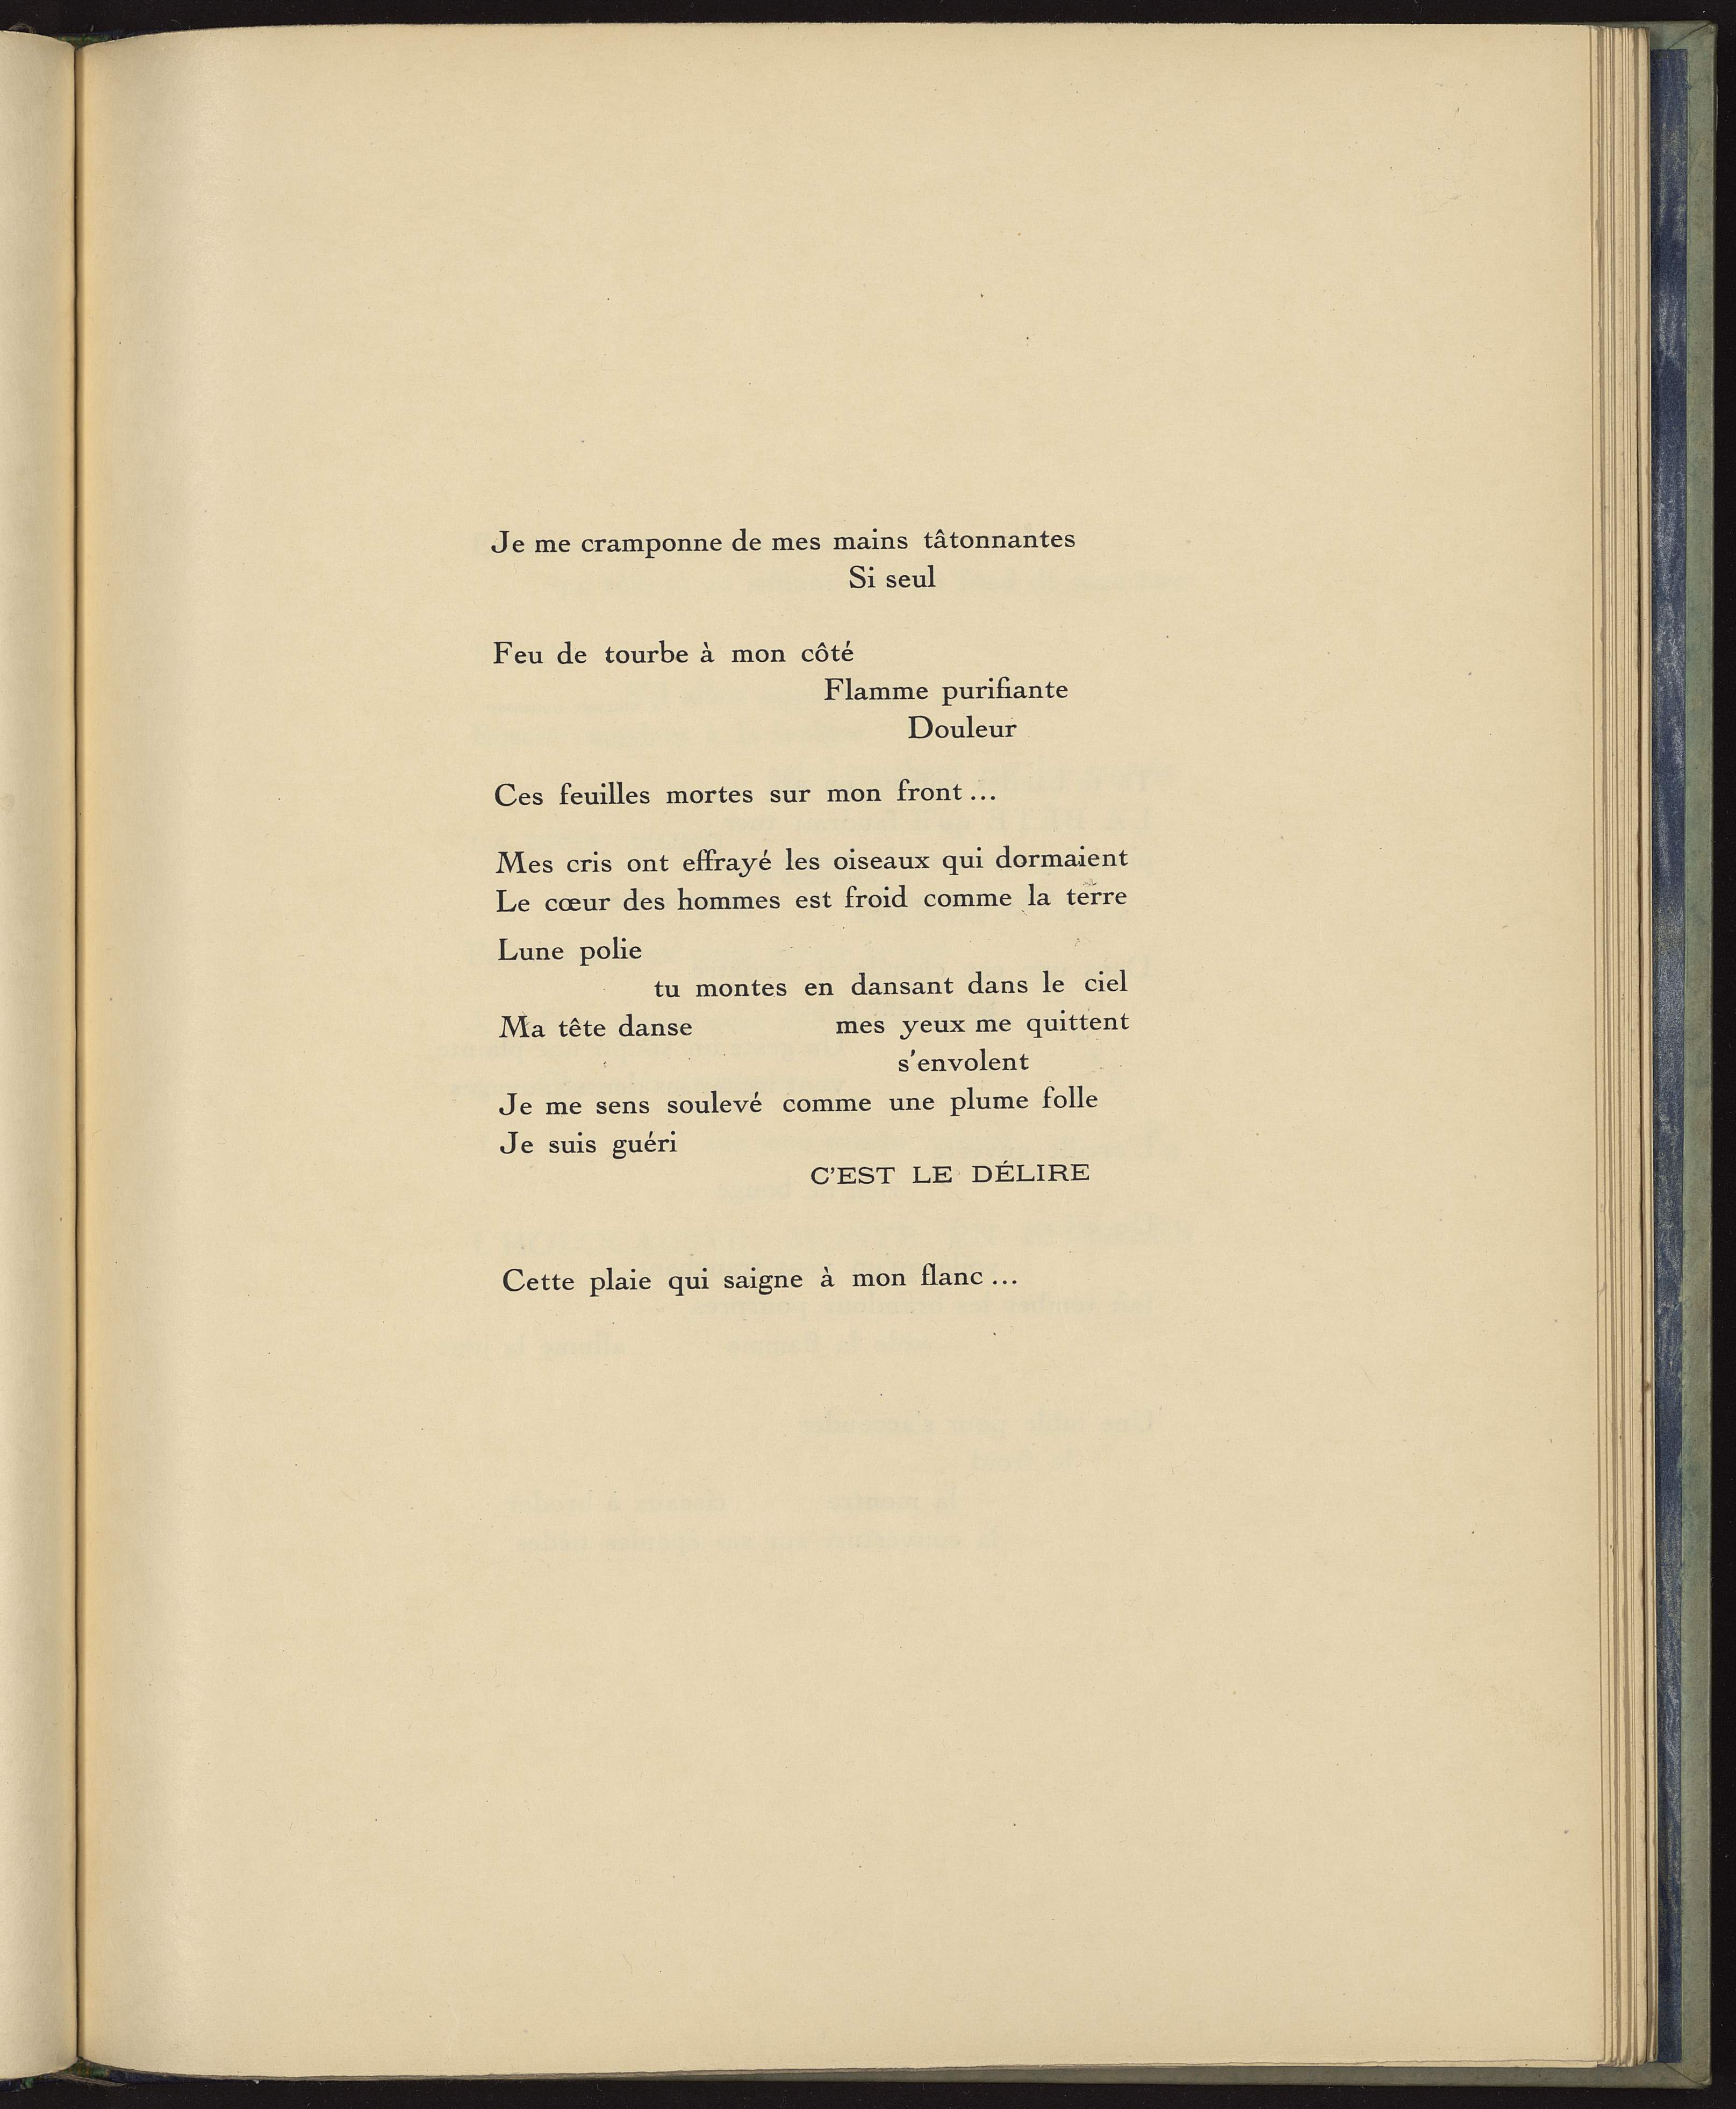 Je me cramponne de mes mains tâtonnantes
Si seul
Feu de tourbe à mon côté
Flamme purifiante
Douleur
Ces feuilles mortes sur mon front...
Mes cris ont effrayé les oiseaux qui dormaient
Le cœur des hommes est froid comme la terre
Lune polie
tu montes en dansant dans le ciel
Ma tête danse mes yeux me quittent
s'envolent
Je me sens soulevé comme une plume folle
Je suis guéri
C'EST LE DÉLIRE
Cette plaie qui saigne à mon flanc...